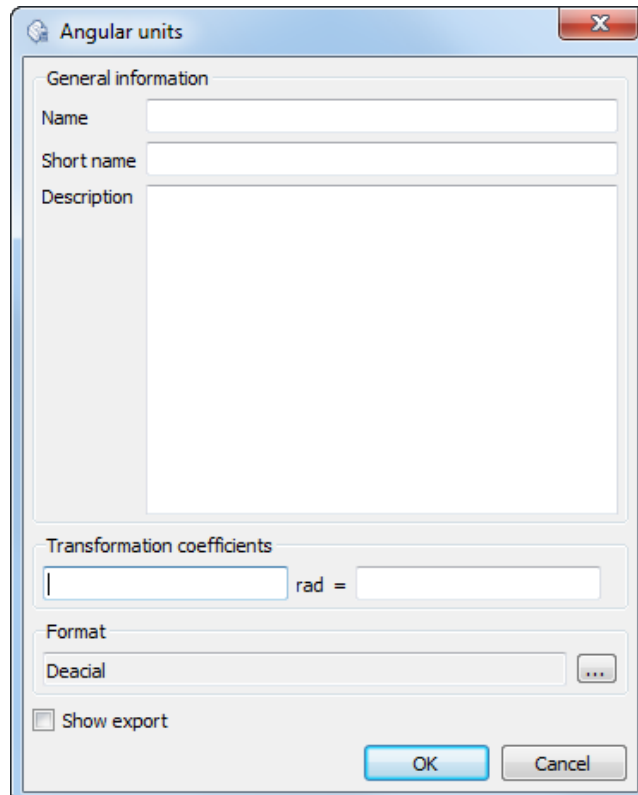 Angular units
General information
Name
Short name
Description
Transformation coefficients
rad =
Format
Deacial
...
Show export
OK Cancel